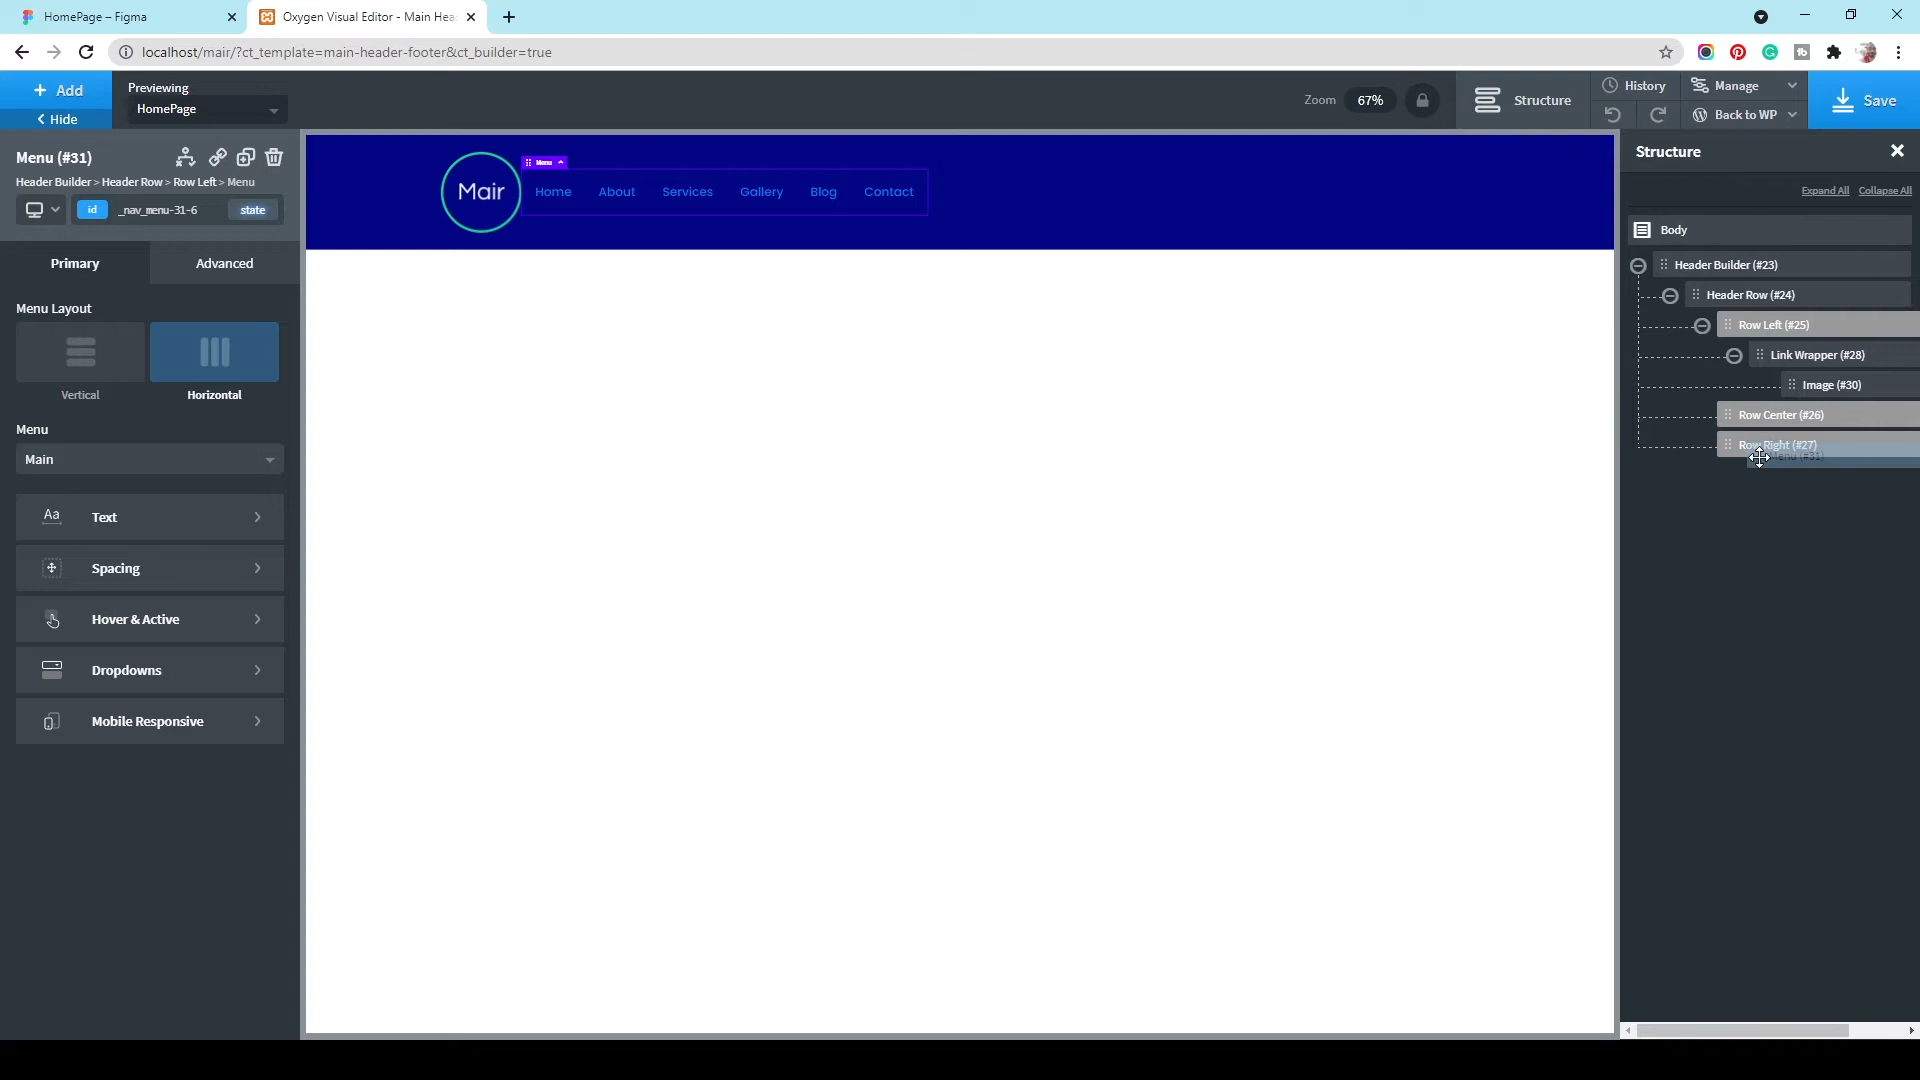 HomePage – Figma
Oxygen Visual Editor - Main Hea
localhost/mair/?ct_template=main-header-footer&ct_builder=true
+ Add
Hide
Previewing
HomePage
Zoom
67%
Structure
History
Manage
Back to WP
Save
Menu (#31)
Header Builder > Header Row > Row Left > Menu
id
_nav_menu-31-6
state
Primary
Advanced
Menu Layout
Vertical
Horizontal
Menu
Main
Aa
Text
Spacing
Hover & Active
Dropdowns
Mobile Responsive
Mair
Menu
Home
About
Services
Gallery
Blog
Contact
Structure
Expand All
Collapse All
Body
Header Builder (#23)
Header Row (#24)
Row Left (#25)
Link Wrapper (#28)
Image (#30)
Row Center (#26)
Row Right (#27)
Menu (#31)